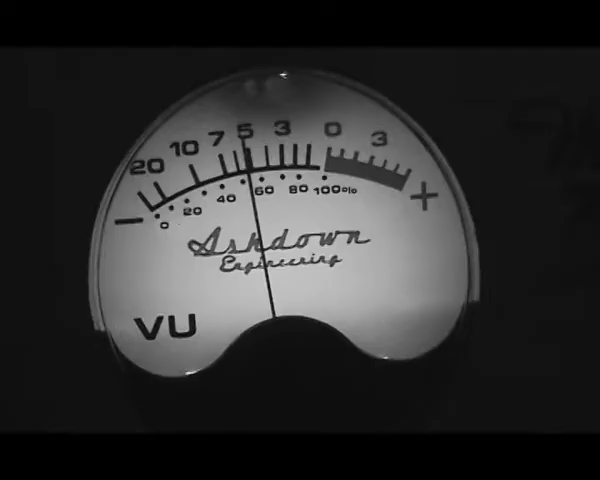 20 10 7 5 3 0 3
− 0 20 40 60 80 100% +
Ashdown
Engineering
VU